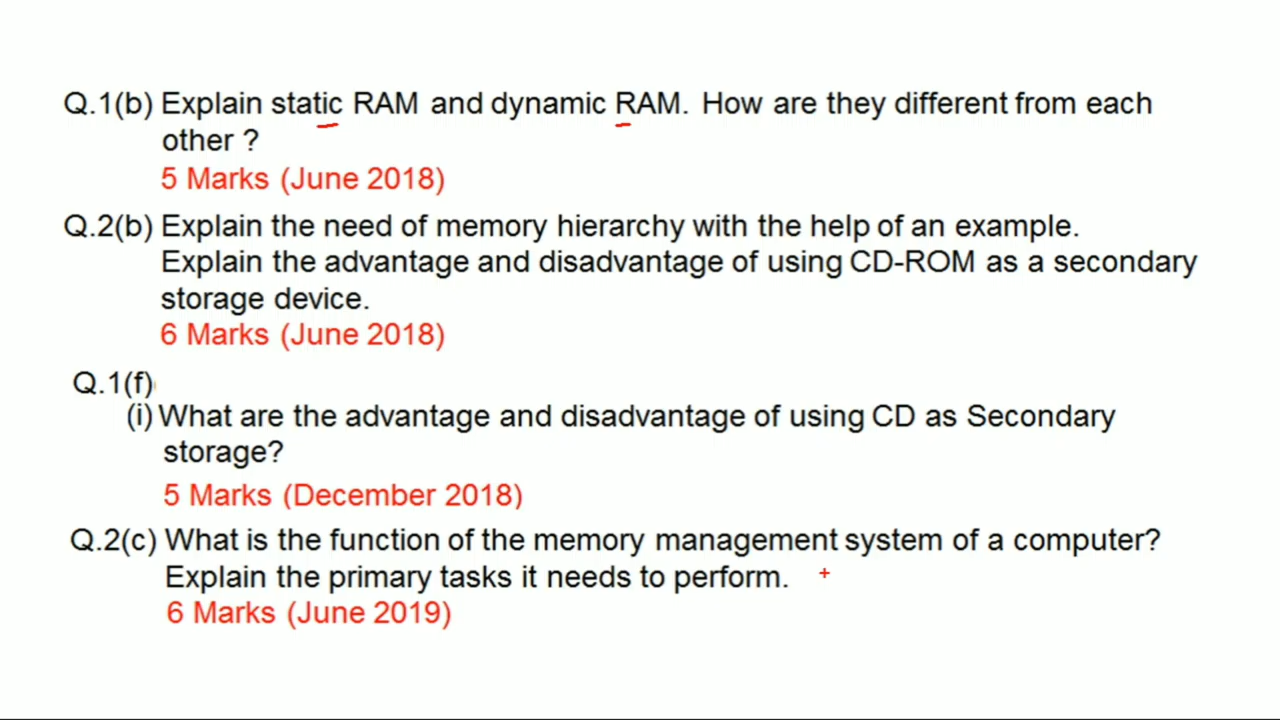 Q.1(b) Explain static RAM and dynamic RAM. How are they different from each
other ?
5 Marks (June 2018)
Q.2(b) Explain the need of memory hierarchy with the help of an example.
Explain the advantage and disadvantage of using CD-ROM as a secondary
storage device.
6 Marks (June 2018)
Q.1(f)
(i) What are the advantage and disadvantage of using CD as Secondary
storage?
5 Marks (December 2018)
Q.2(c) What is the function of the memory management system of a computer?
Explain the primary tasks it needs to perform.
6 Marks (June 2019)